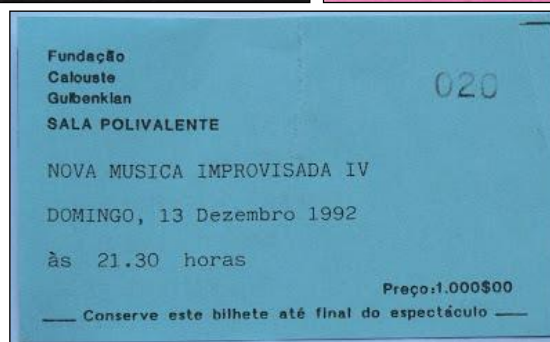 Fundação
Calouste
Gulbenkian
020
SALA POLIVALENTE
NOVA MUSICA IMPROVISADA IV
DOMINGO, 13 Dezembro 1992
às 21.30 horas
Preço:1.000$00
Conserve este bilhete até final do espectáculo